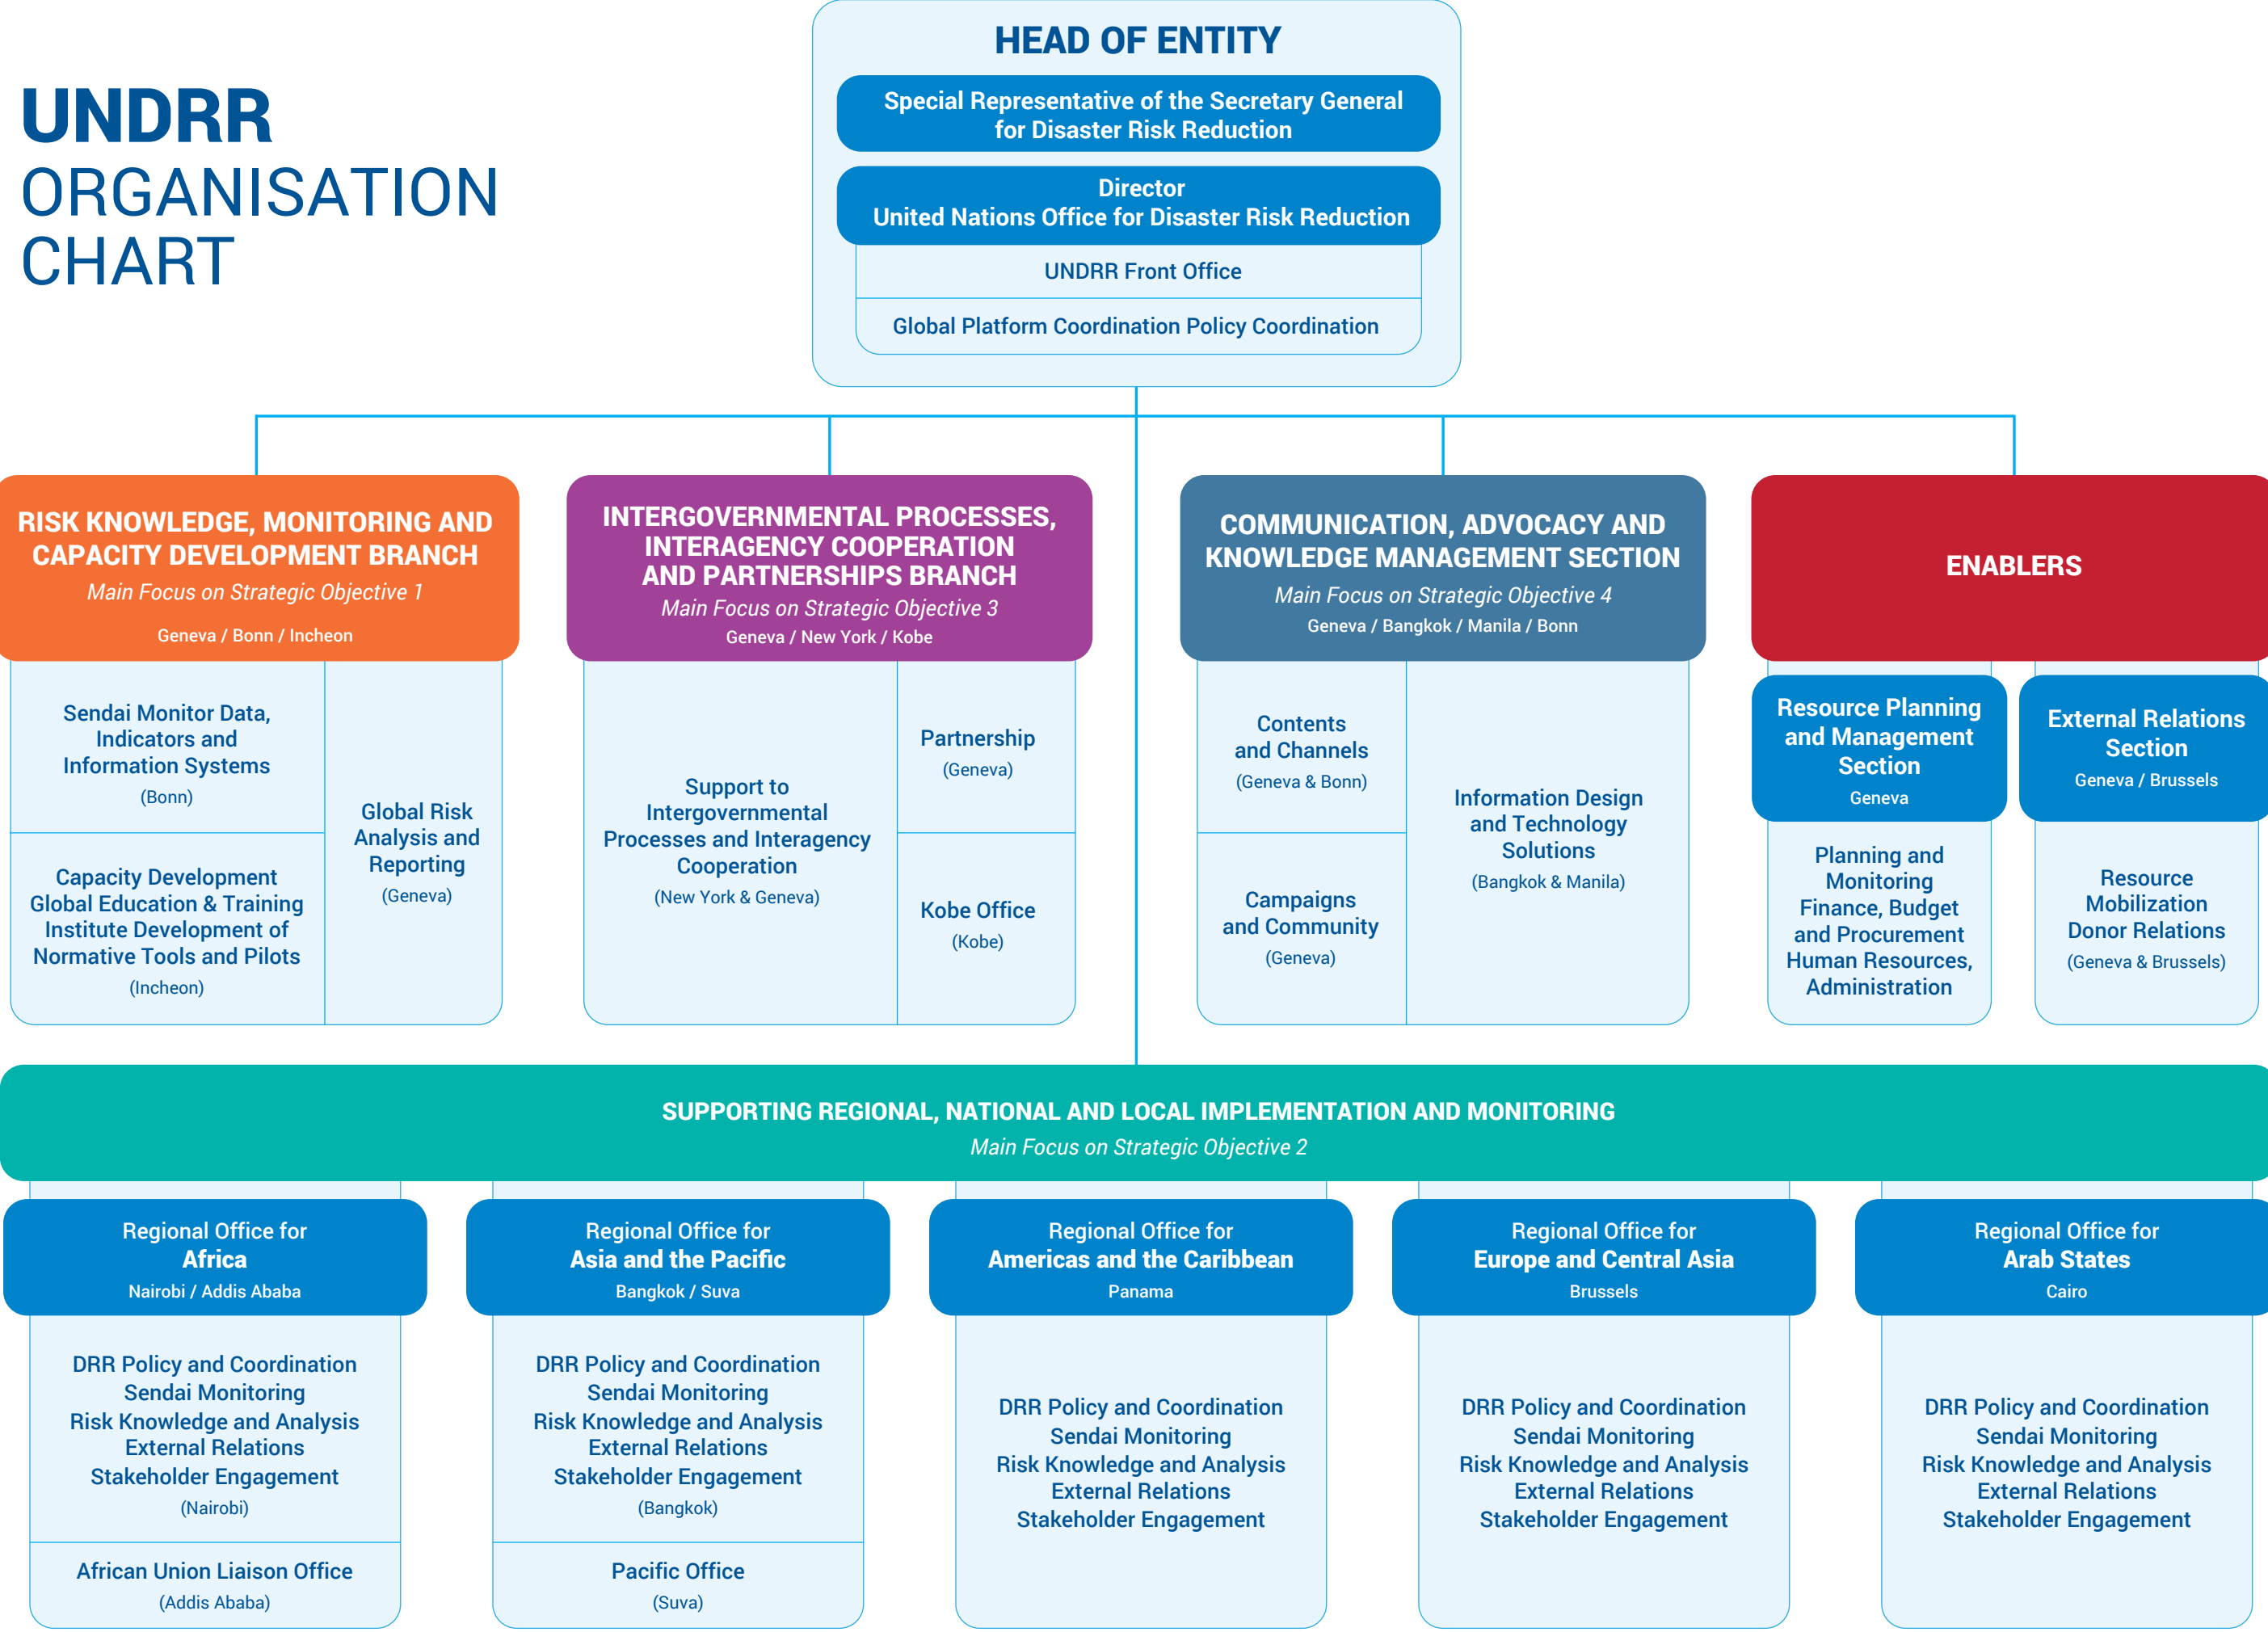 UNDRR
ORGANISATION
CHART
HEAD OF ENTITY
Special Representative of the Secretary General
for Disaster Risk Reduction
Director
United Nations Office for Disaster Risk Reduction
UNDRR Front Office
Global Platform Coordination Policy Coordination
RISK KNOWLEDGE, MONITORING AND
CAPACITY DEVELOPMENT BRANCH
Main Focus on Strategic Objective 1
Geneva / Bonn / Incheon
Sendai Monitor Data,
Indicators and
Information Systems
(Bonn)
Capacity Development
Global Education & Training
Institute Development of
Normative Tools and Pilots
(Incheon)
Global Risk
Analysis and
Reporting
(Geneva)
INTERGOVERNMENTAL PROCESSES,
INTERAGENCY COOPERATION
AND PARTNERSHIPS BRANCH
Main Focus on Strategic Objective 3
Geneva / New York / Kobe
Support to
Intergovernmental
Processes and Interagency
Cooperation
(New York & Geneva)
Partnership
(Geneva)
Kobe Office
(Kobe)
COMMUNICATION, ADVOCACY AND
KNOWLEDGE MANAGEMENT SECTION
Main Focus on Strategic Objective 4
Geneva / Bangkok / Manila / Bonn
Contents
and Channels
(Geneva & Bonn)
Campaigns
and Community
(Geneva)
Information Design
and Technology
Solutions
(Bangkok & Manila)
ENABLERS
Resource Planning
and Management
Section
Geneva
Planning and
Monitoring
Finance, Budget
and Procurement
Human Resources,
Administration
External Relations
Section
Geneva / Brussels
Resource
Mobilization
Donor Relations
(Geneva & Brussels)
SUPPORTING REGIONAL, NATIONAL AND LOCAL IMPLEMENTATION AND MONITORING
Main Focus on Strategic Objective 2
Regional Office for
Africa
Nairobi / Addis Ababa
DRR Policy and Coordination
Sendai Monitoring
Risk Knowledge and Analysis
External Relations
Stakeholder Engagement
(Nairobi)
African Union Liaison Office
(Addis Ababa)
Regional Office for
Asia and the Pacific
Bangkok / Suva
DRR Policy and Coordination
Sendai Monitoring
Risk Knowledge and Analysis
External Relations
Stakeholder Engagement
(Bangkok)
Pacific Office
(Suva)
Regional Office for
Americas and the Caribbean
Panama
DRR Policy and Coordination
Sendai Monitoring
Risk Knowledge and Analysis
External Relations
Stakeholder Engagement
Regional Office for
Europe and Central Asia
Brussels
DRR Policy and Coordination
Sendai Monitoring
Risk Knowledge and Analysis
External Relations
Stakeholder Engagement
Regional Office for
Arab States
Cairo
DRR Policy and Coordination
Sendai Monitoring
Risk Knowledge and Analysis
External Relations
Stakeholder Engagement